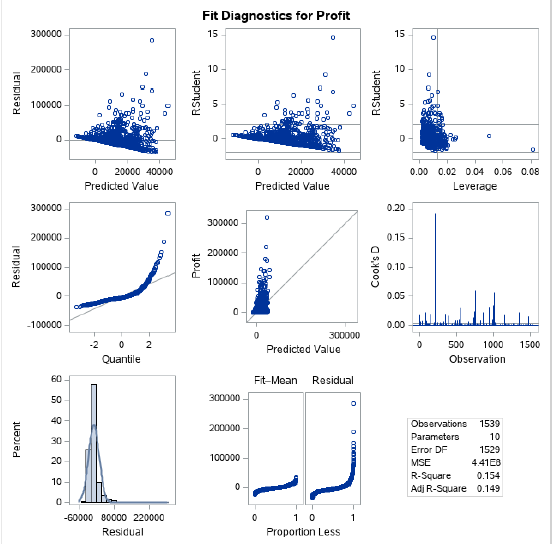 Fit Diagnostics for Profit
300000
200000
100000
0
Residual
0 20000 40000
Predicted Value
15
10
5
0
RStudent
0 20000 40000
Predicted Value
15
10
5
0
RStudent
0.00 0.02 0.04 0.06 0.08
Leverage
300000
200000
100000
0
-100000
Residual
-2 0 2
Quantile
300000
200000
100000
0
Profit
0 300000
Predicted Value
0.20
0.15
0.10
0.05
0.00
Cook's D
0 500 1000 1500
Observation
60
50
40
30
20
10
0
Percent
-60000 80000 220000
Residual
Fit–Mean Residual
300000
200000
100000
0
0 1 0 1
Proportion Less
Observations 1539
Parameters 10
Error DF 1529
MSE 4.41E8
R-Square 0.154
Adj R-Square 0.149